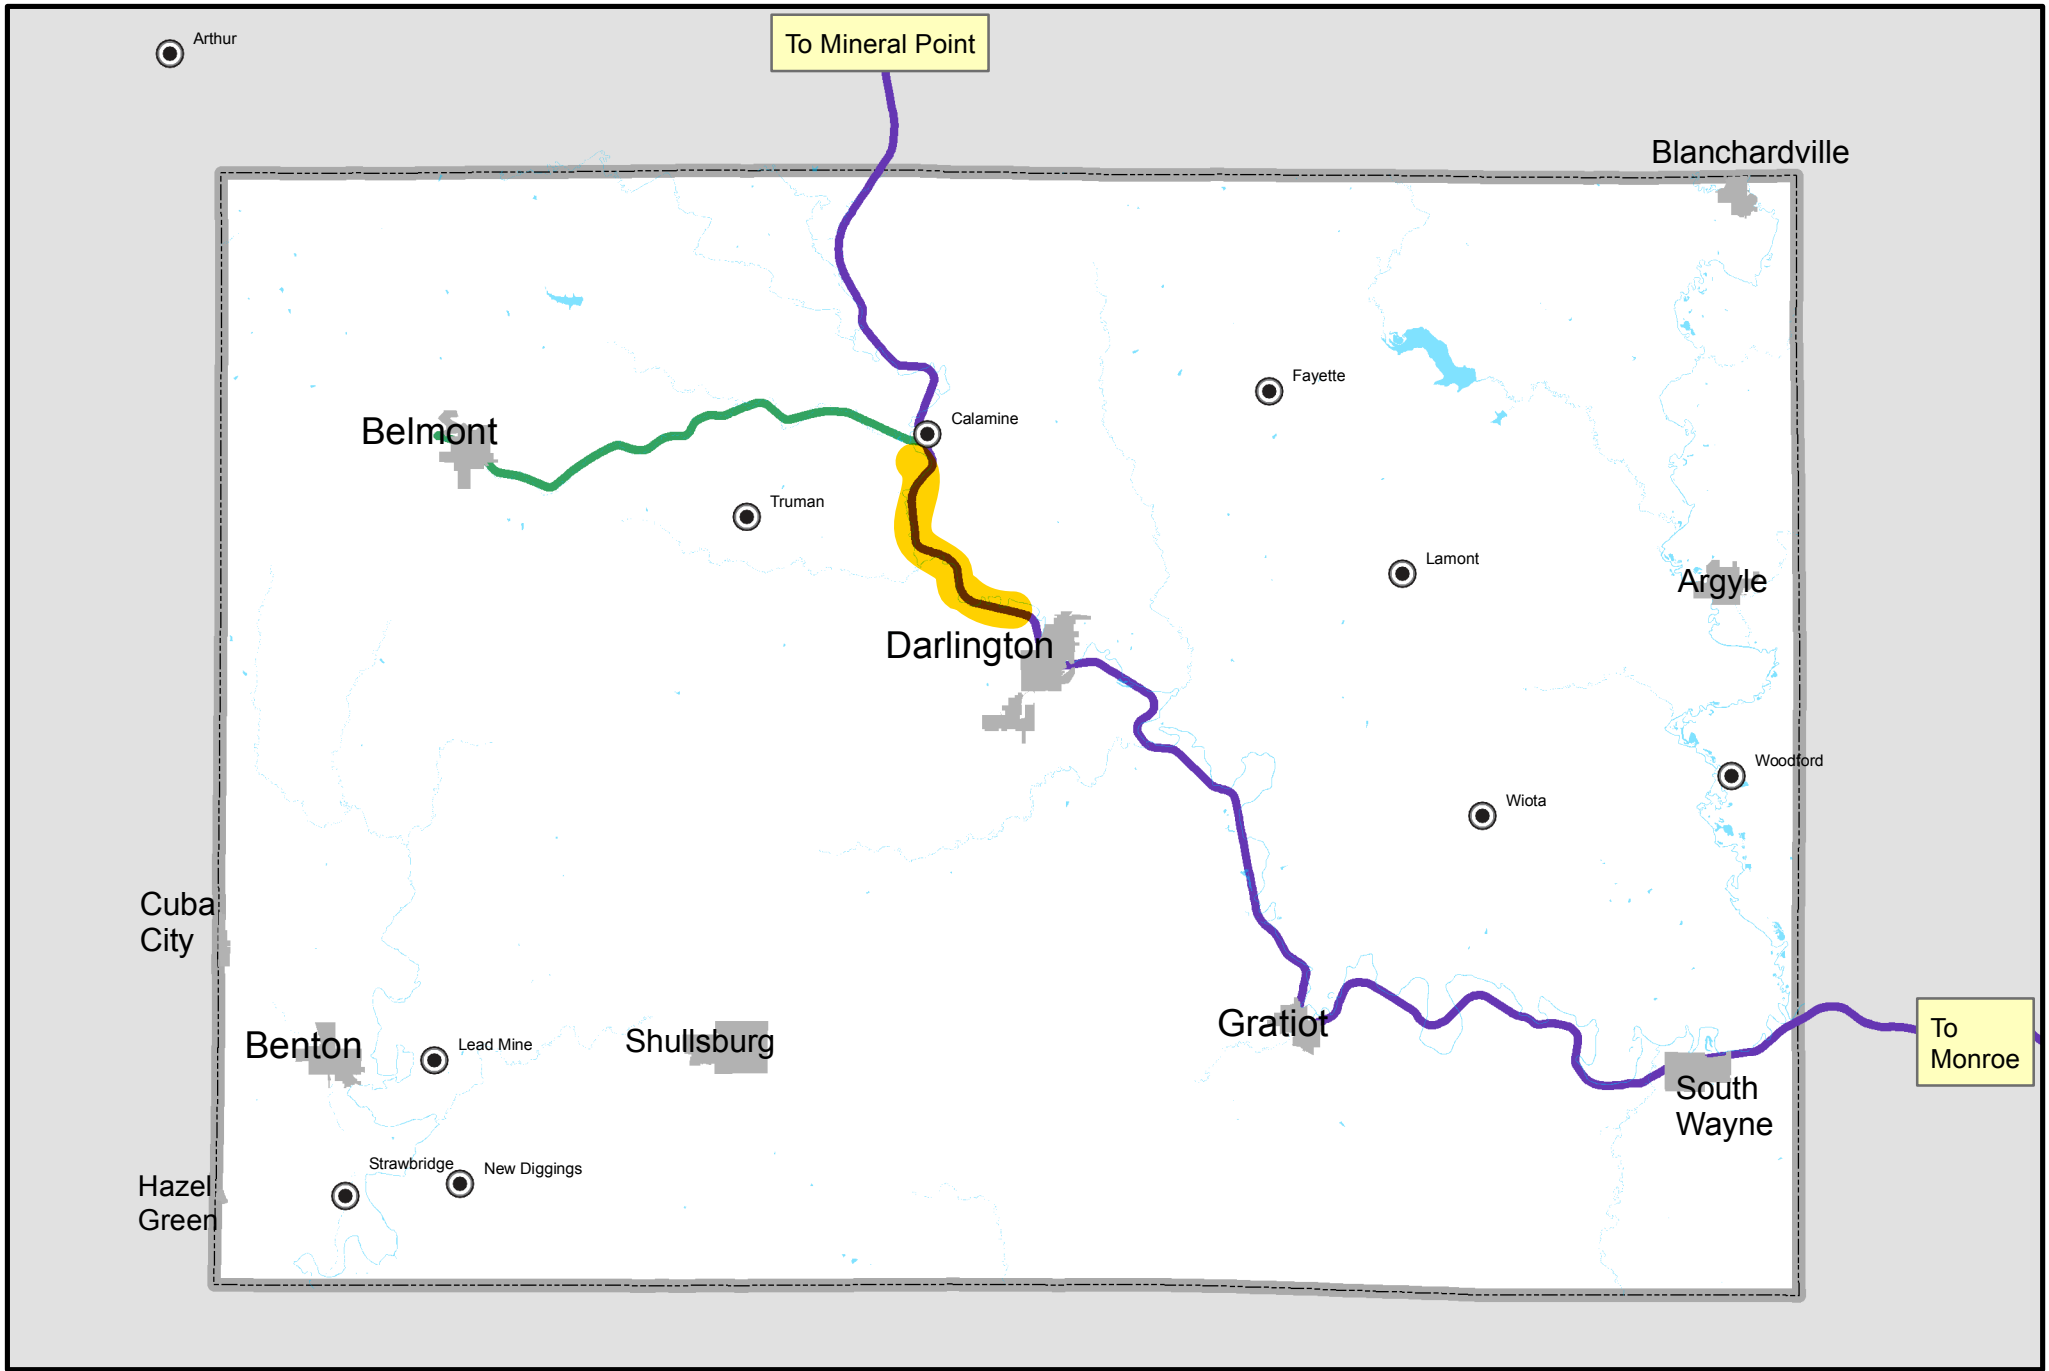 Arthur
To Mineral Point
Blanchardville
Fayette
Calamine
Belmont
Truman
Lamont
Argyle
Darlington
Woodford
Wiota
Cuba
City
Gratiot
To
Monroe
Benton
Lead Mine
Shullsburg
South
Wayne
Strawbridge
New Diggings
Hazel
Green